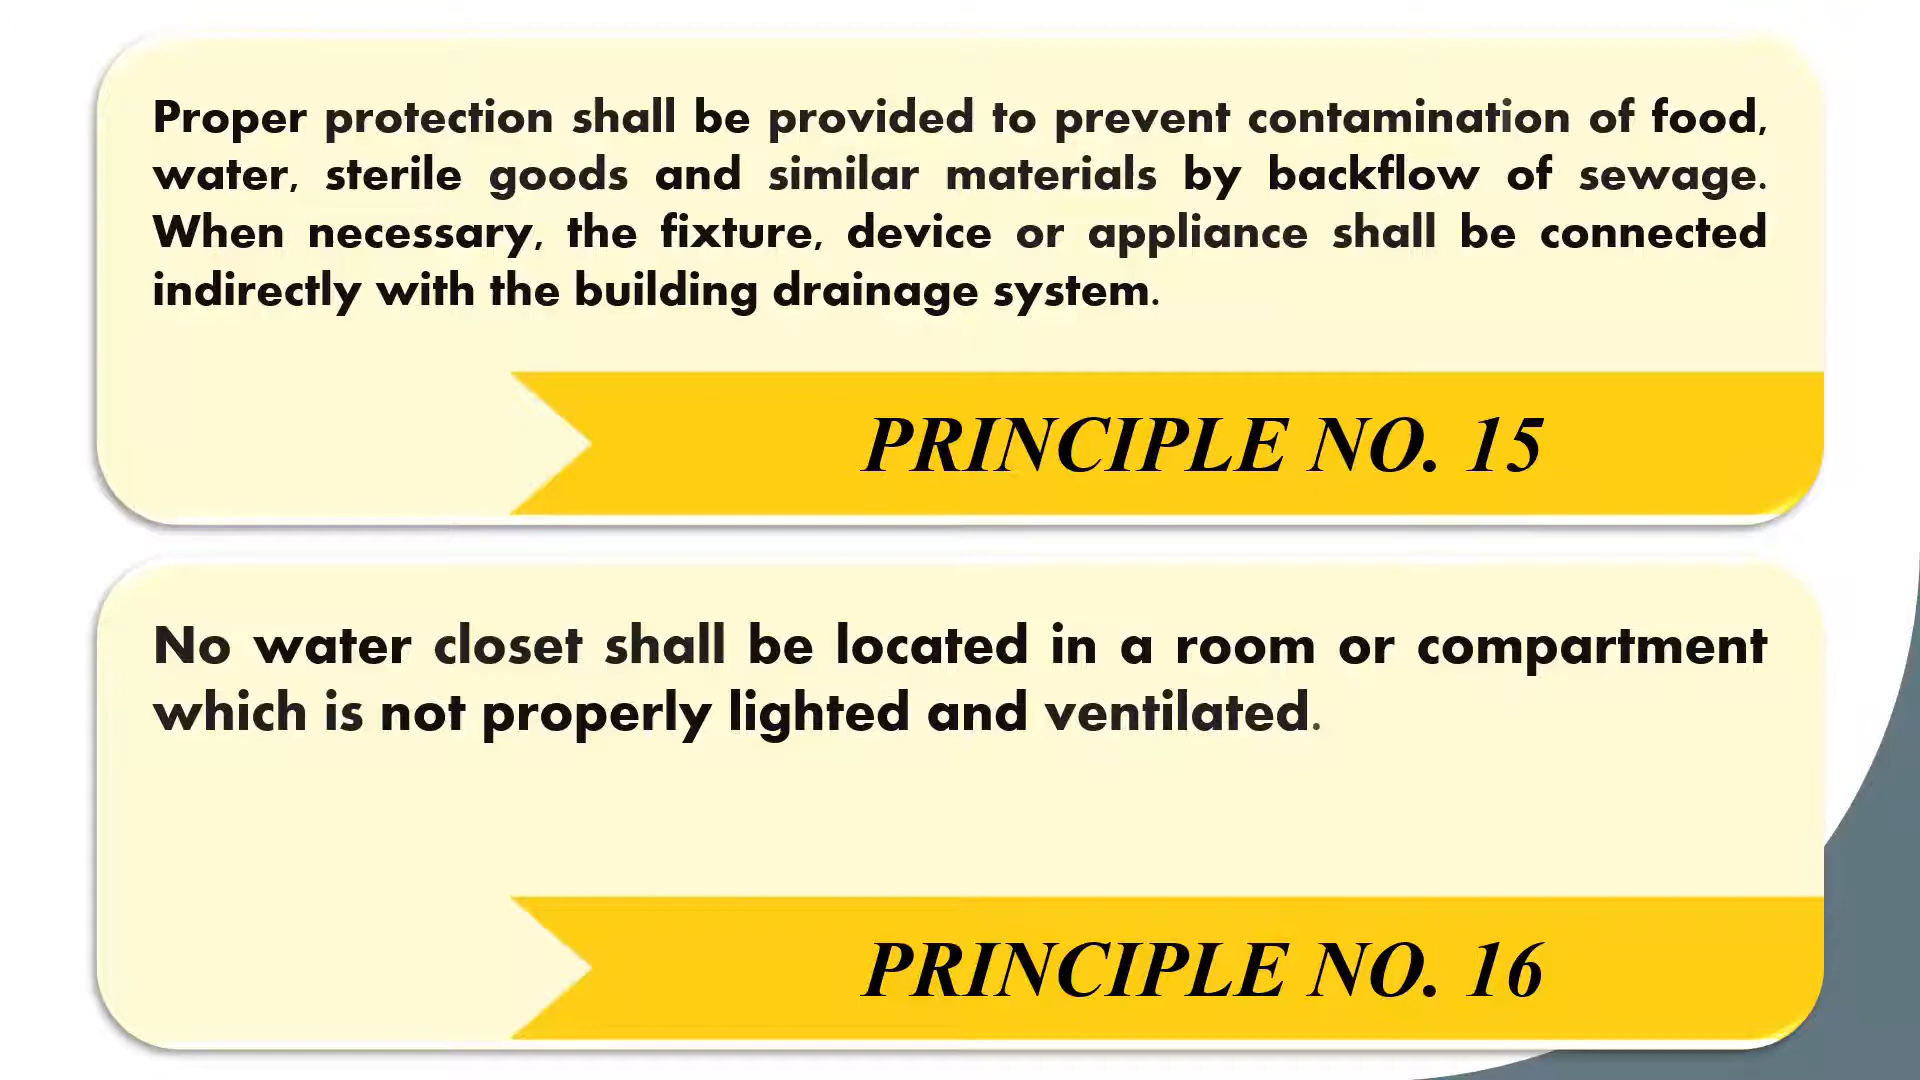 Proper protection shall be provided to prevent contamination of food,
water, sterile goods and similar materials by backflow of sewage.
When necessary, the fixture, device or appliance shall be connected
indirectly with the building drainage system.
PRINCIPLE NO. 15
No water closet shall be located in a room or compartment
which is not properly lighted and ventilated.
PRINCIPLE NO. 16